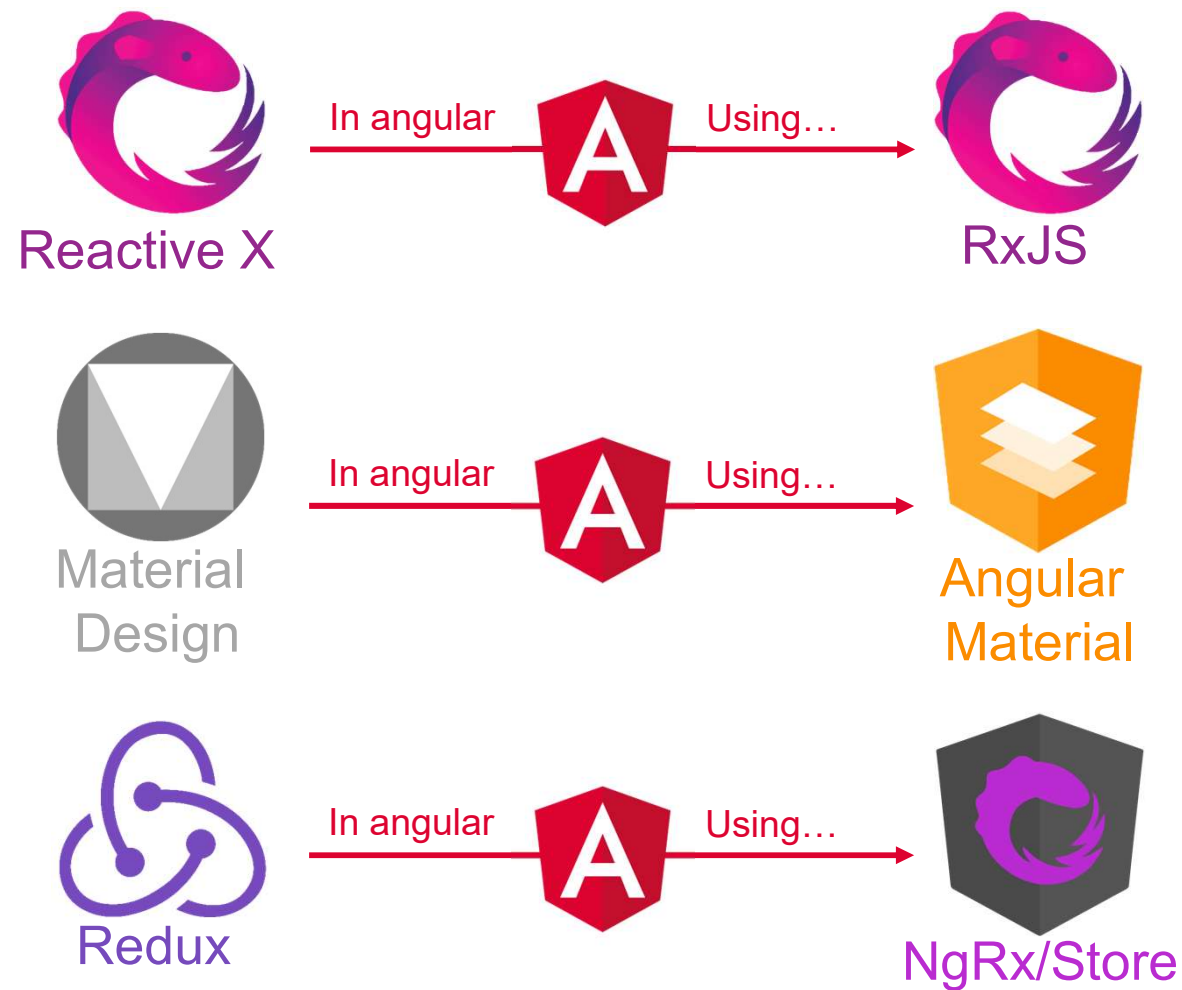 In angular
Using…
Reactive X
RxJS
In angular
Using…
Material
Design
Angular
Material
In angular
Using…
Redux
NgRx/Store